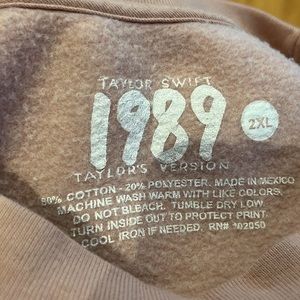 TAYLOR SWIFT
1989
2XL
TAYLOR'S VERSION
80% COTTON - 20% POLYESTER. MADE IN MEXICO
MACHINE WASH WARM WITH LIKE COLORS.
DO NOT BLEACH. TUMBLE DRY LOW.
TURN INSIDE OUT TO PROTECT PRINT.
COOL IRON IF NEEDED. RN#